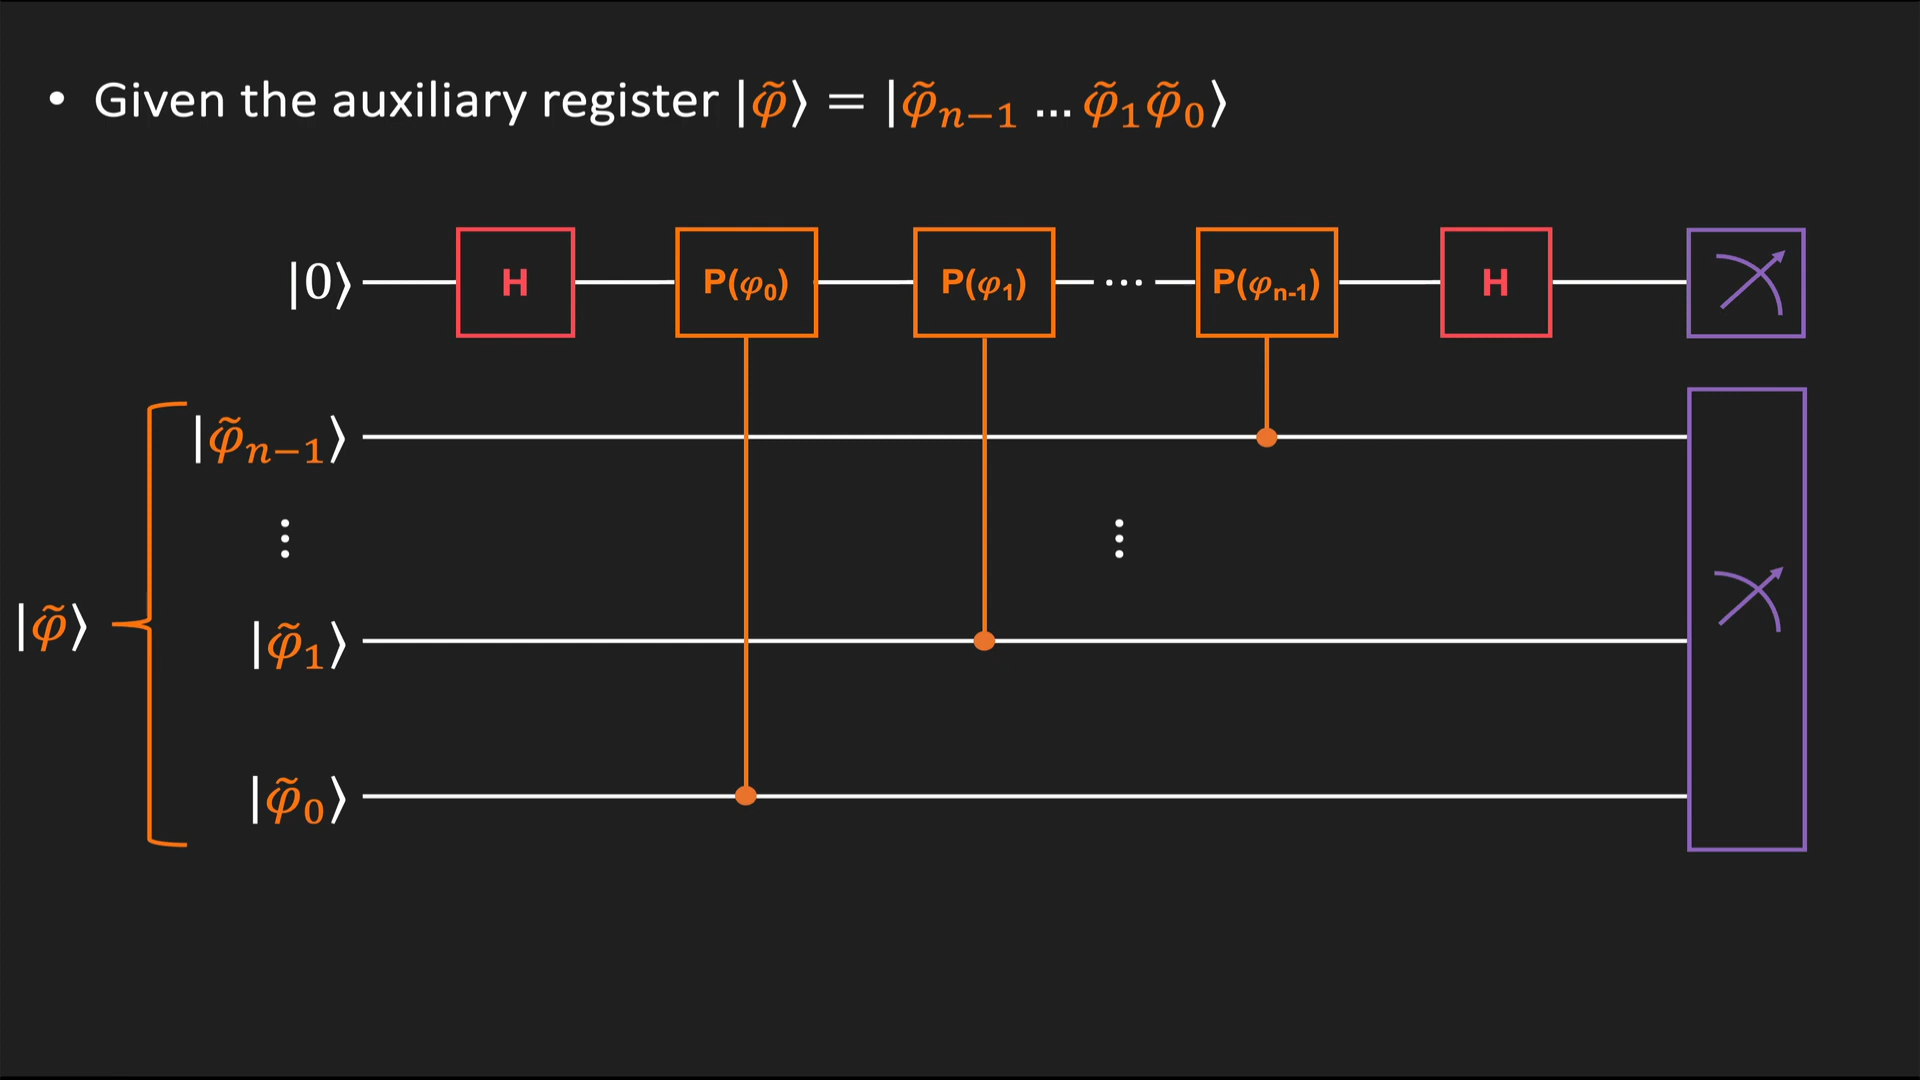 • Given the auxiliary register |φ̃⟩ = |φ̃ₙ₋₁ … φ̃₁φ̃₀⟩
|0⟩ H P(φ₀) P(φ₁) ⋯ P(φₙ₋₁) H
|φ̃ₙ₋₁⟩
⋮ ⋮
|φ̃⟩
|φ̃₁⟩
|φ̃₀⟩